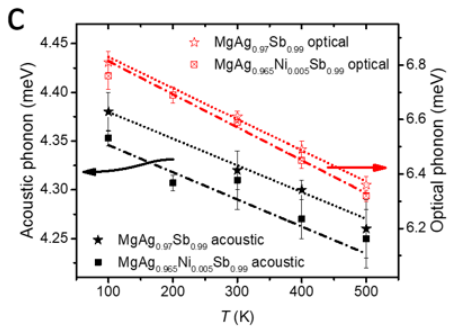 C
MgAg0.97Sb0.99 optical
MgAg0.965Ni0.005Sb0.99 optical
4.45
4.40
4.35
4.30
4.25
Acoustic phonon (meV)
6.8
6.6
6.4
6.2
Optical phonon (meV)
MgAg0.97Sb0.99 acoustic
MgAg0.965Ni0.005Sb0.99 acoustic
100 200 300 400 500
T (K)